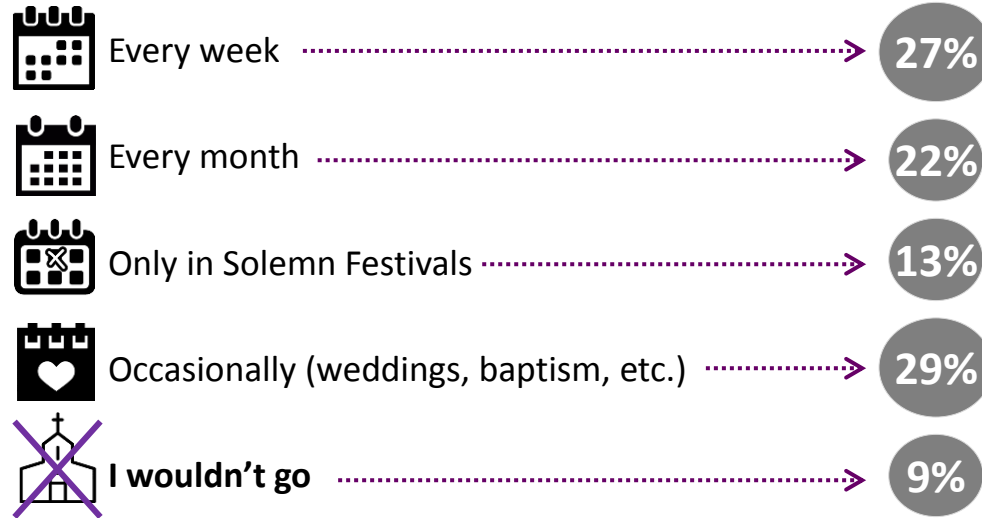 Every week 27%
Every month 22%
Only in Solemn Festivals 13%
Occasionally (weddings, baptism, etc.) 29%
I wouldn’t go 9%